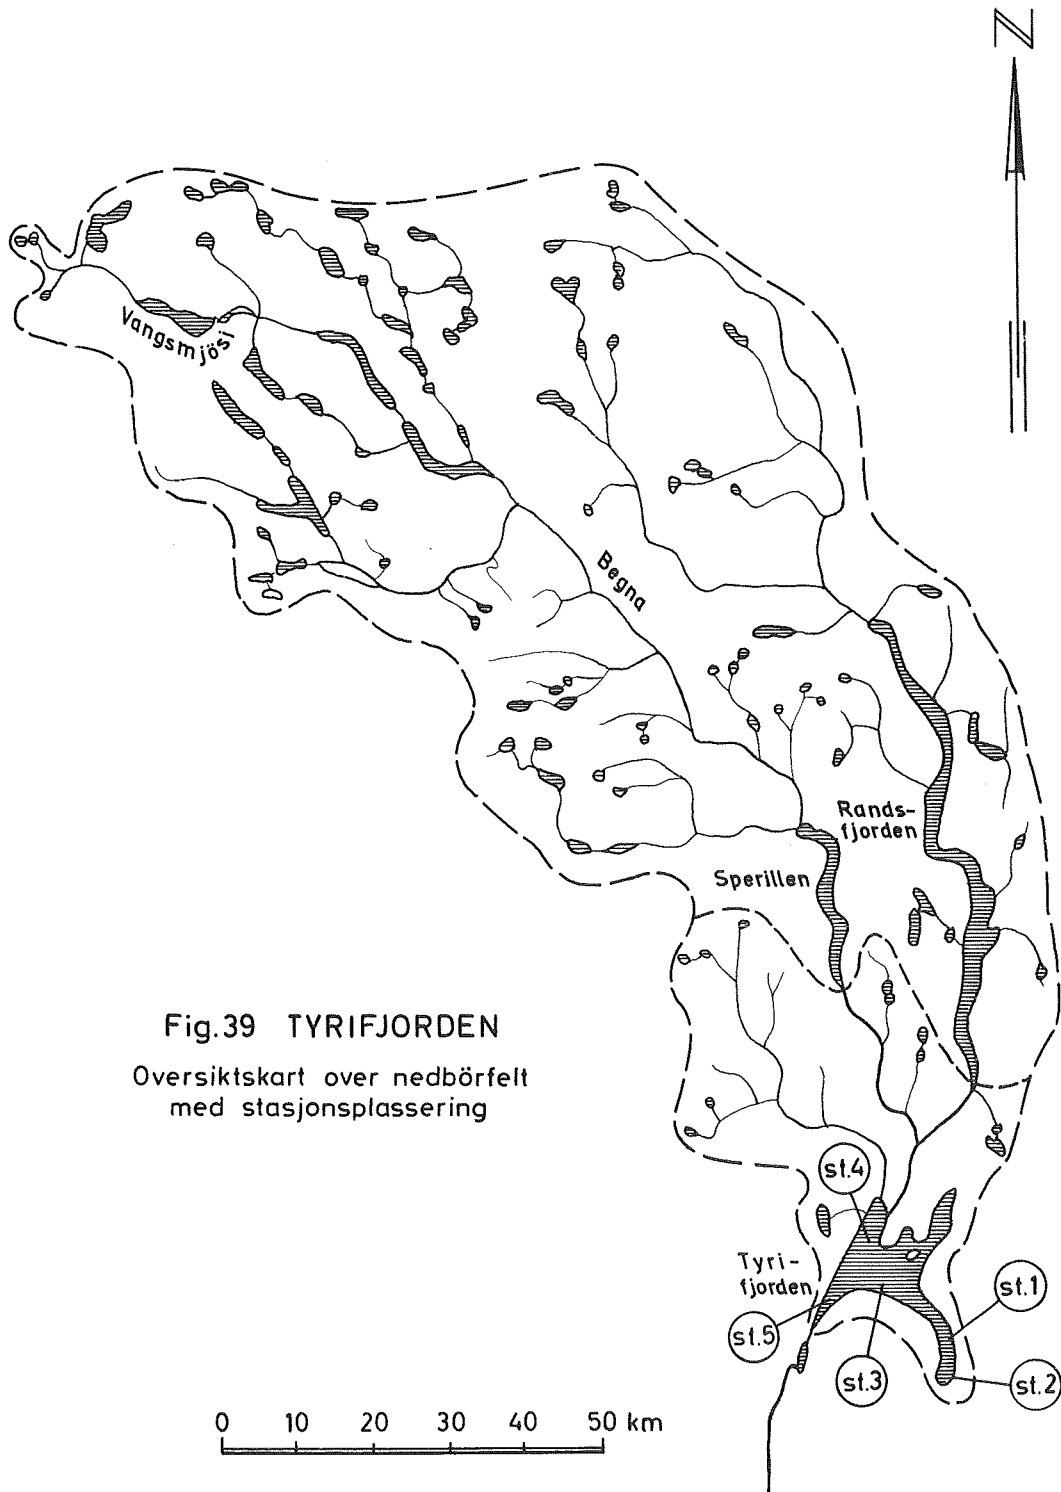 N
Vangsmjösi
Begna
Rands-
fjorden
Sperillen
Fig.39 TYRIFJORDEN
Oversiktskart over nedbörfelt
med stasjonsplassering
st.4
Tyri-
fjorden
st.1
st.5
st.3
st.2
0 10 20 30 40 50 km